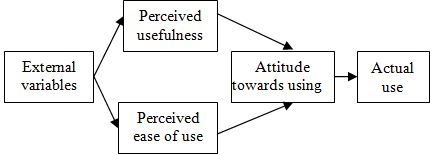 Perceived
usefulness
External
variables
Attitude
towards using
Actual
use
Perceived
ease of use